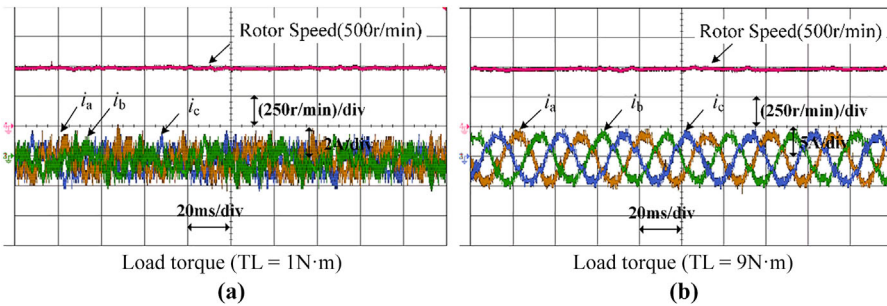 Rotor Speed(500r/min)
ia ib ic
(250r/min)/div
2A/div
20ms/div
Load torque (TL = 1N·m)
(a)
Rotor Speed(500r/min)
ia ib ic
(250r/min)/div
5A/div
20ms/div
Load torque (TL = 9N·m)
(b)